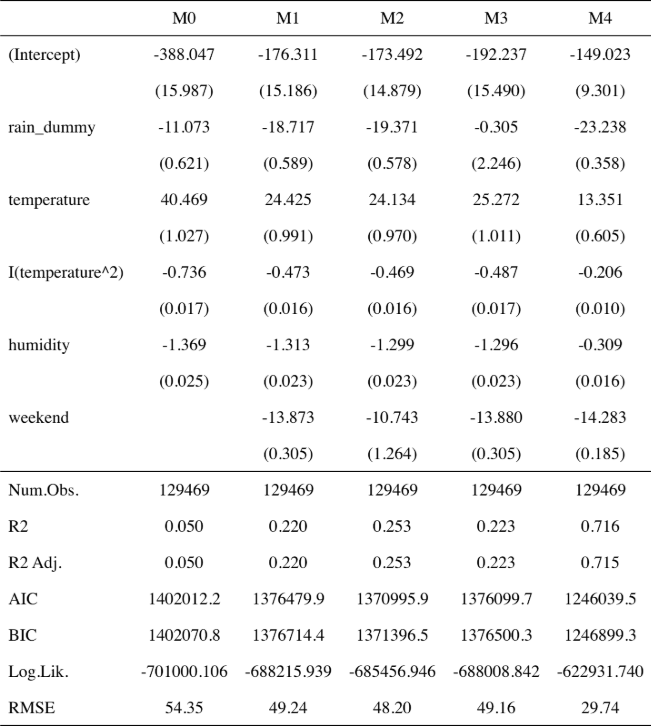 M0 M1 M2 M3 M4
(Intercept) -388.047 -176.311 -173.492 -192.237 -149.023
(15.987) (15.186) (14.879) (15.490) (9.301)
rain_dummy -11.073 -18.717 -19.371 -0.305 -23.238
(0.621) (0.589) (0.578) (2.246) (0.358)
temperature 40.469 24.425 24.134 25.272 13.351
(1.027) (0.991) (0.970) (1.011) (0.605)
I(temperature^2) -0.736 -0.473 -0.469 -0.487 -0.206
(0.017) (0.016) (0.016) (0.017) (0.010)
humidity -1.369 -1.313 -1.299 -1.296 -0.309
(0.025) (0.023) (0.023) (0.023) (0.016)
weekend -13.873 -10.743 -13.880 -14.283
(0.305) (1.264) (0.305) (0.185)
Num.Obs. 129469 129469 129469 129469 129469
R2 0.050 0.220 0.253 0.223 0.716
R2 Adj. 0.050 0.220 0.253 0.223 0.715
AIC 1402012.2 1376479.9 1370995.9 1376099.7 1246039.5
BIC 1402070.8 1376714.4 1371396.5 1376500.3 1246899.3
Log.Lik. -701000.106 -688215.939 -685456.946 -688008.842 -622931.740
RMSE 54.35 49.24 48.20 49.16 29.74